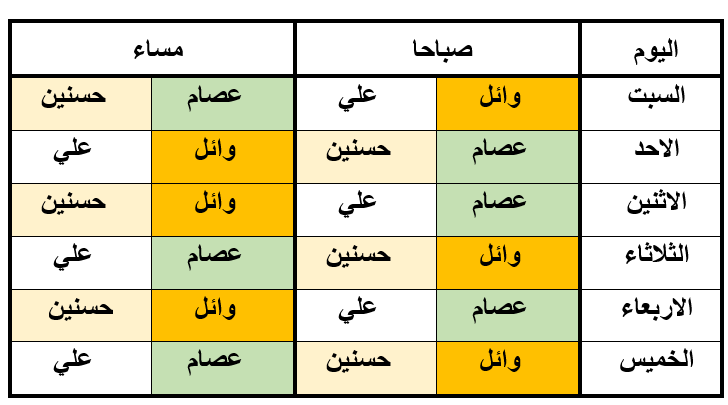 اليوم صباحا مساء
السبت وائل علي عصام حسنين
الاحد عصام حسنين وائل علي
الاثنين عصام علي وائل حسنين
الثلاثاء وائل حسنين عصام علي
الاربعاء عصام علي وائل حسنين
الخميس وائل حسنين عصام علي